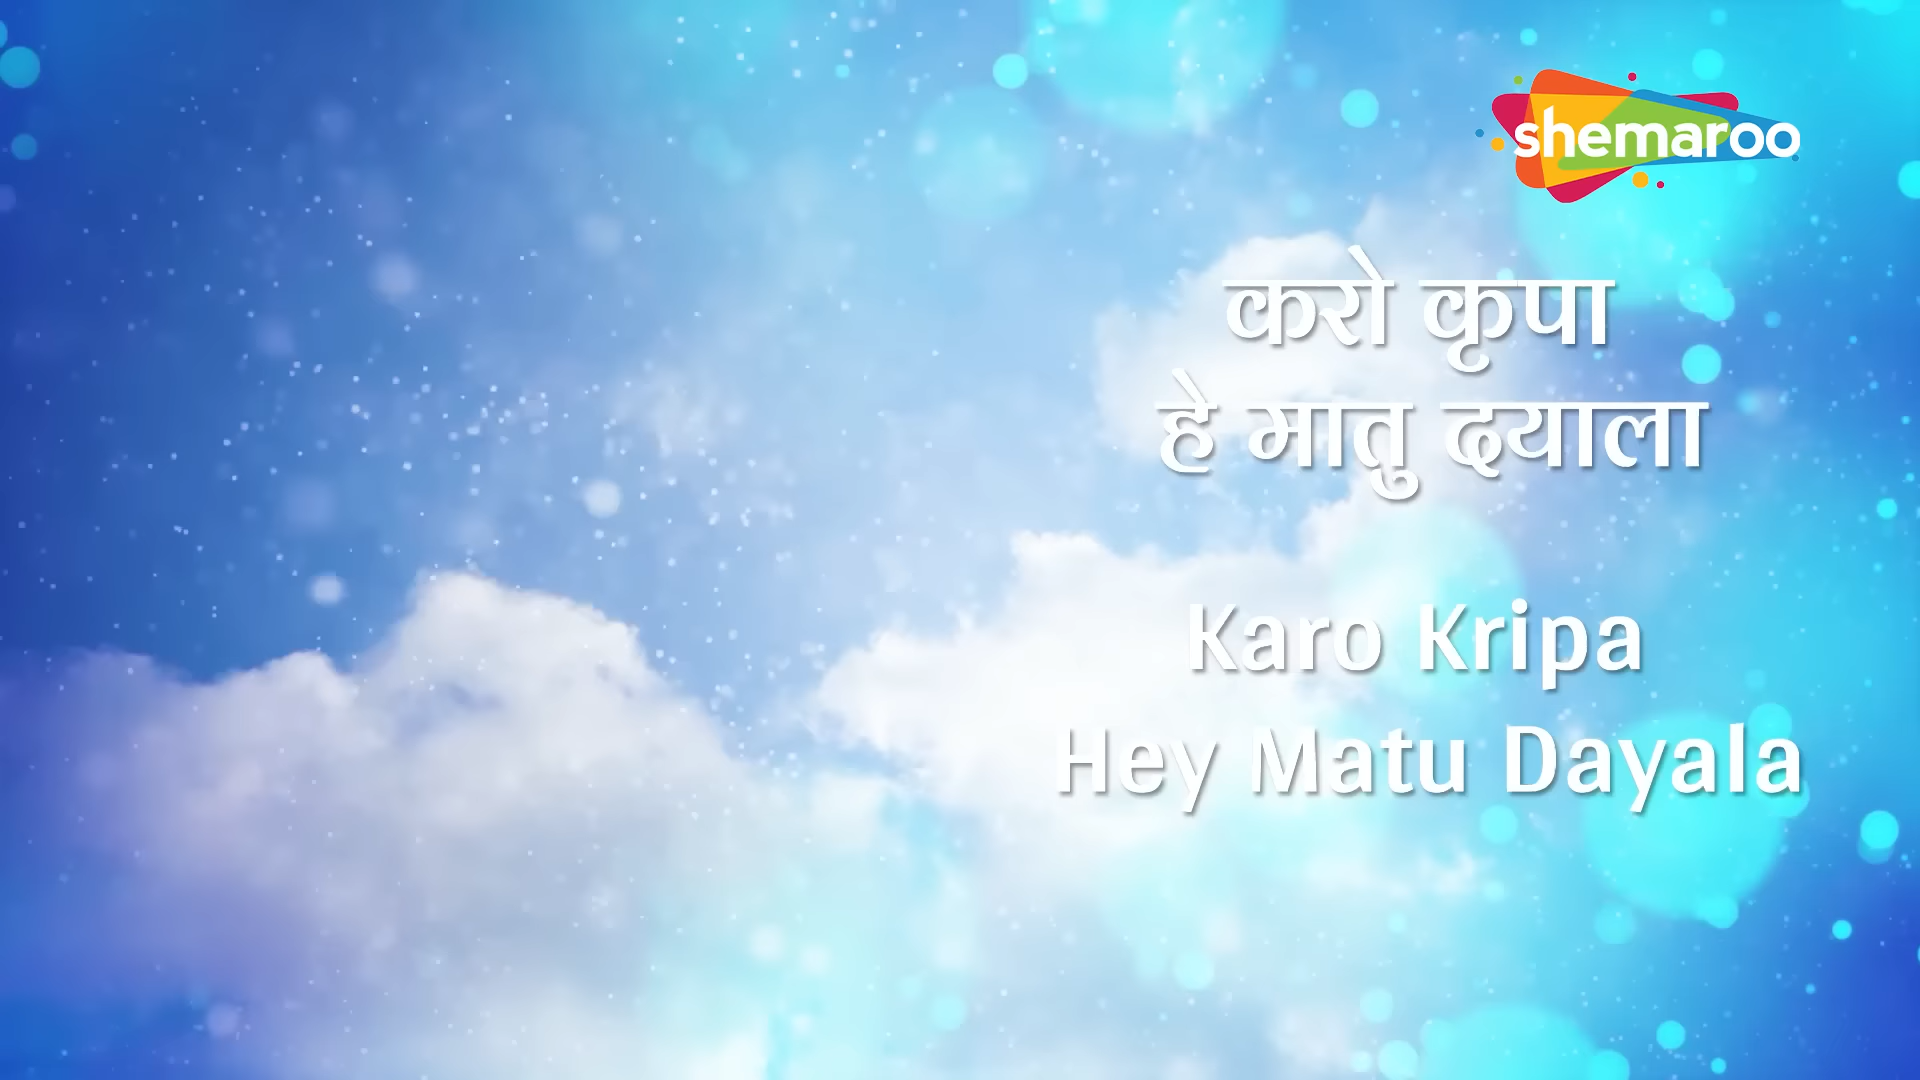 shemaroo
करो कृपा
हे मातु दयाला
Karo Kripa
Hey Matu Dayala